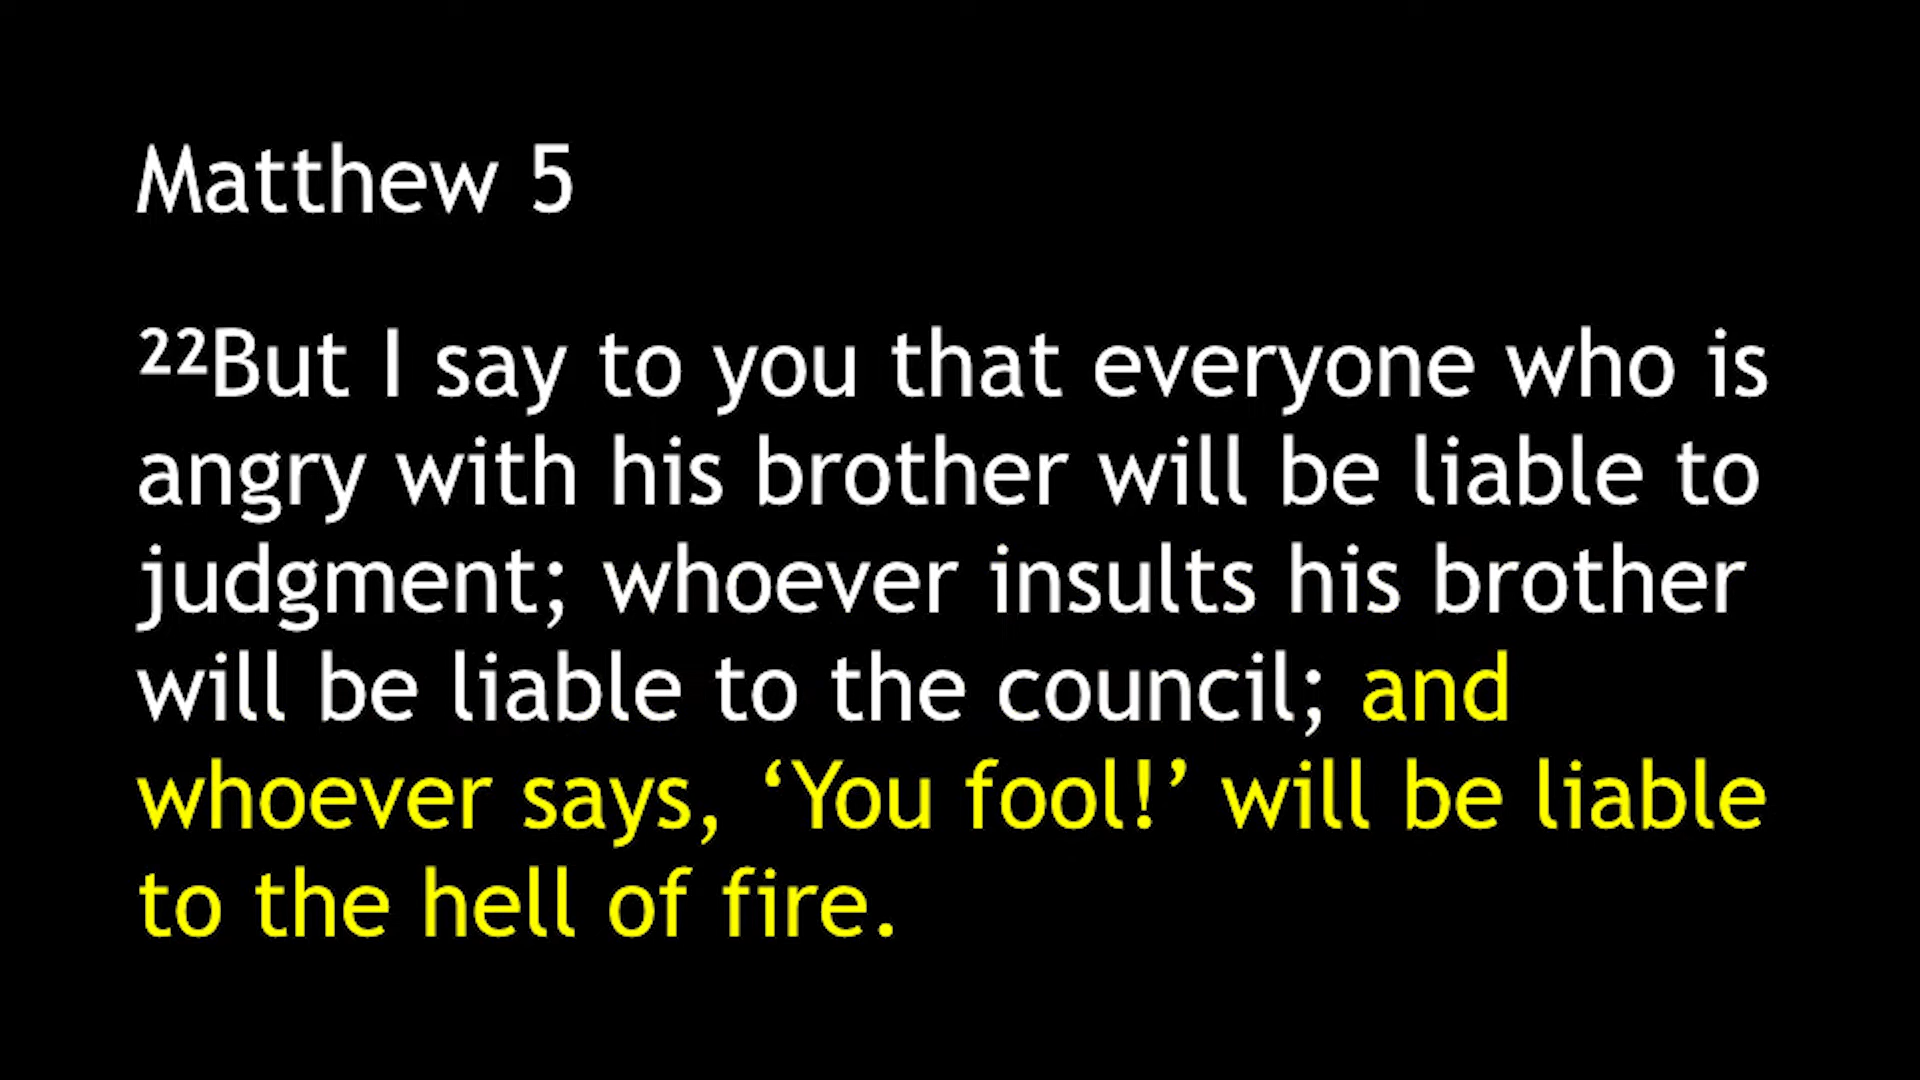 Matthew 5
²²But I say to you that everyone who is
angry with his brother will be liable to
judgment; whoever insults his brother
will be liable to the council; and
whoever says, ‘You fool!’ will be liable
to the hell of fire.